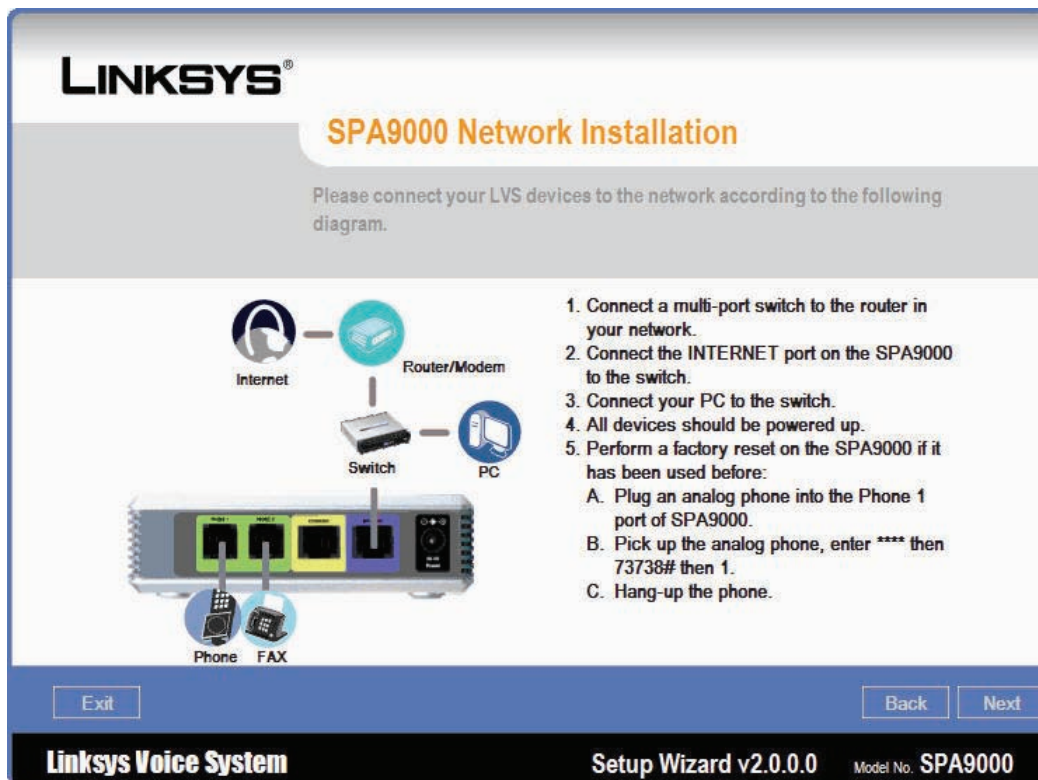 LINKSYS®
SPA9000 Network Installation
Please connect your LVS devices to the network according to the following
diagram.
Internet
Router/Modem
Switch
PC
PHONE 1
PHONE 2
Phone
FAX
1. Connect a multi-port switch to the router in
your network.
2. Connect the INTERNET port on the SPA9000
to the switch.
3. Connect your PC to the switch.
4. All devices should be powered up.
5. Perform a factory reset on the SPA9000 if it
has been used before:
A. Plug an analog phone into the Phone 1
port of SPA9000.
B. Pick up the analog phone, enter **** then
73738# then 1.
C. Hang-up the phone.
Exit
Back
Next
Linksys Voice System
Setup Wizard v2.0.0.0
Model No. SPA9000